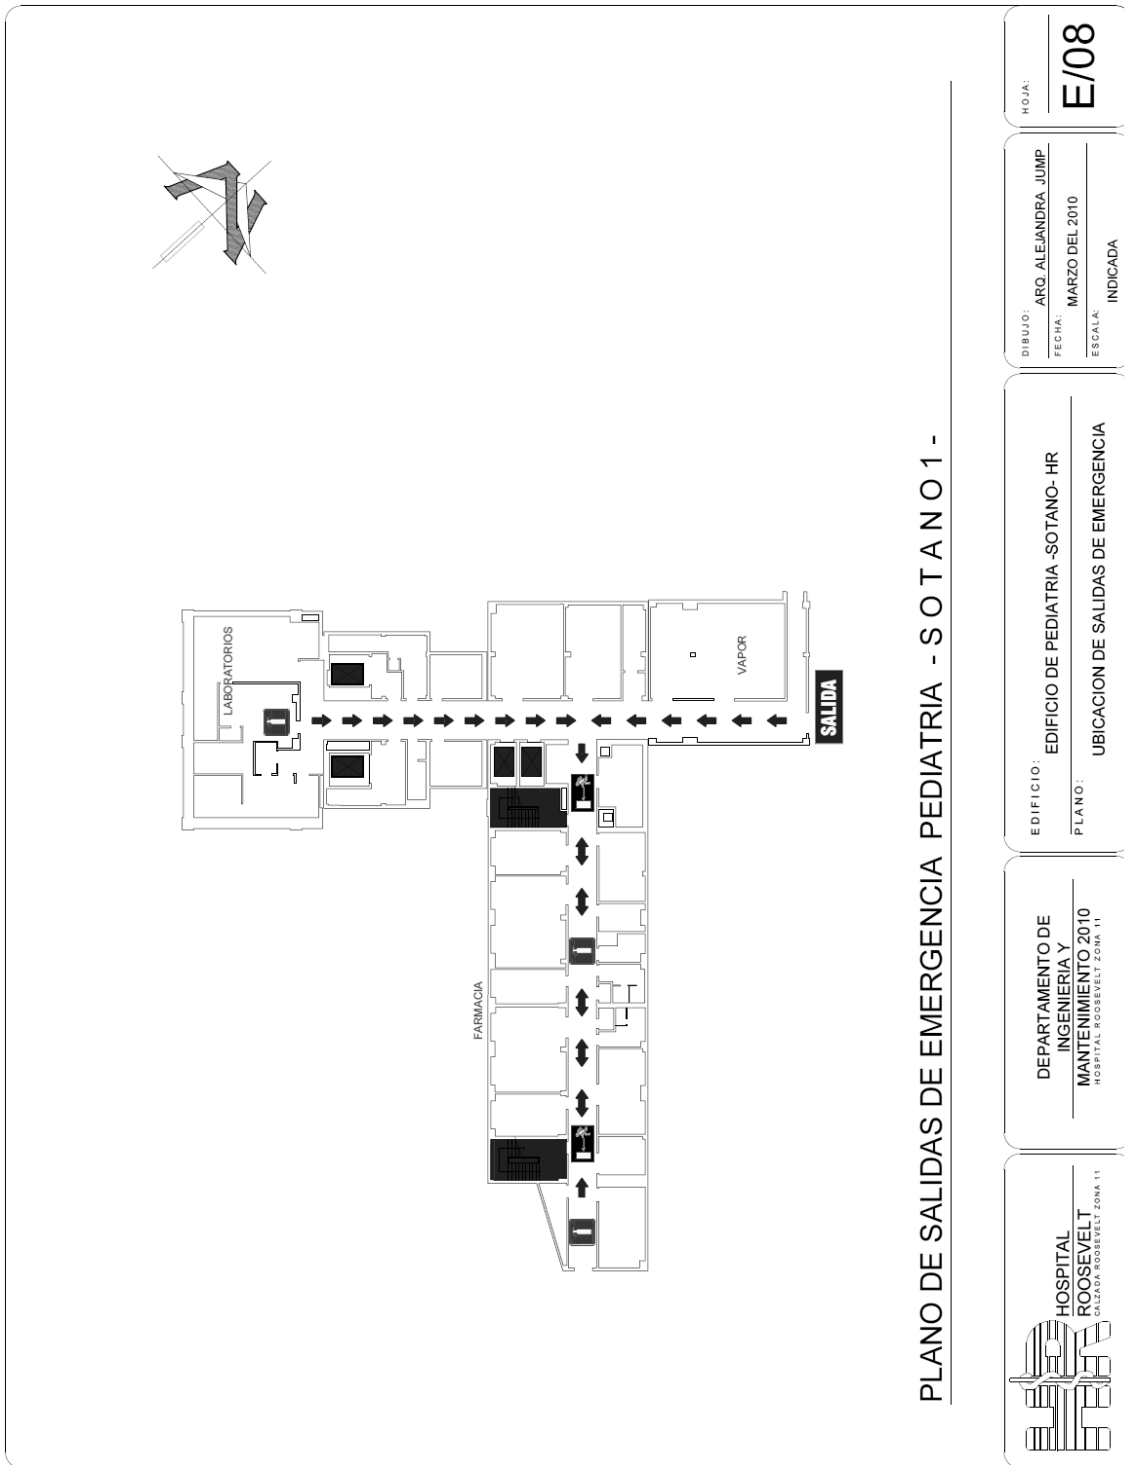 LABORATORIOS
VAPOR
SALIDA
FARMACIA
PLANO DE SALIDAS DE EMERGENCIA PEDIATRIA - S O T A N O 1 -
HOSPITAL
ROOSEVELT
CALZADA ROOSEVELT ZONA 11
DEPARTAMENTO DE
INGENIERIA Y
MANTENIMIENTO 2010
HOSPITAL ROOSEVELT ZONA 11
EDIFICIO:
EDIFICIO DE PEDIATRIA -SOTANO- HR
PLANO:
UBICACION DE SALIDAS DE EMERGENCIA
DIBUJO:
ARQ. ALEJANDRA JUMP
FECHA:
MARZO DEL 2010
ESCALA:
INDICADA
HOJA:
E/08
HR